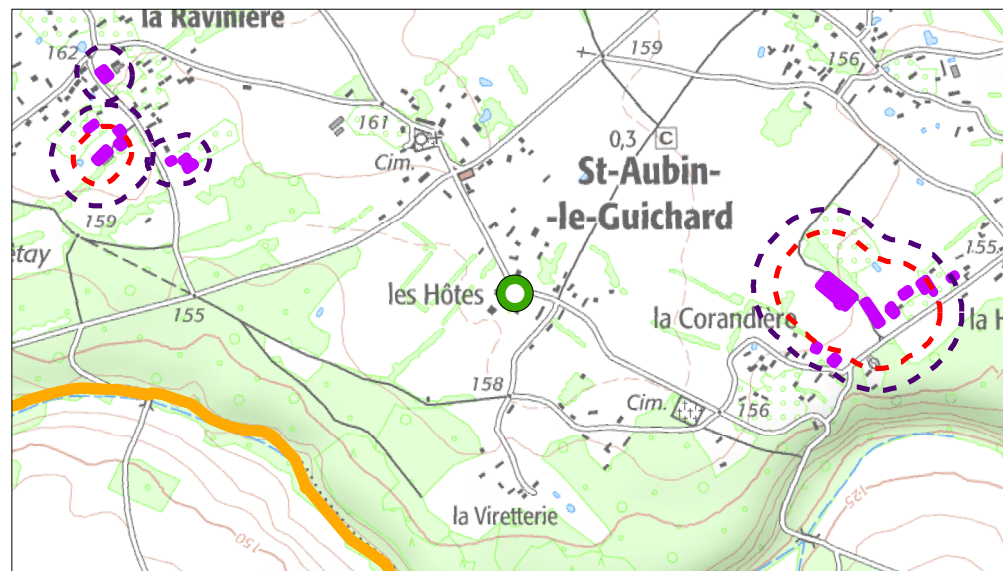 la Ravinière
162
159
156
161
0,3
C
Cim.
St-Aubin-
-le-Guichard
159
155
les Hôtes
155
la Corandière
la H
158
Cim.
156
la Viretterie
150
125